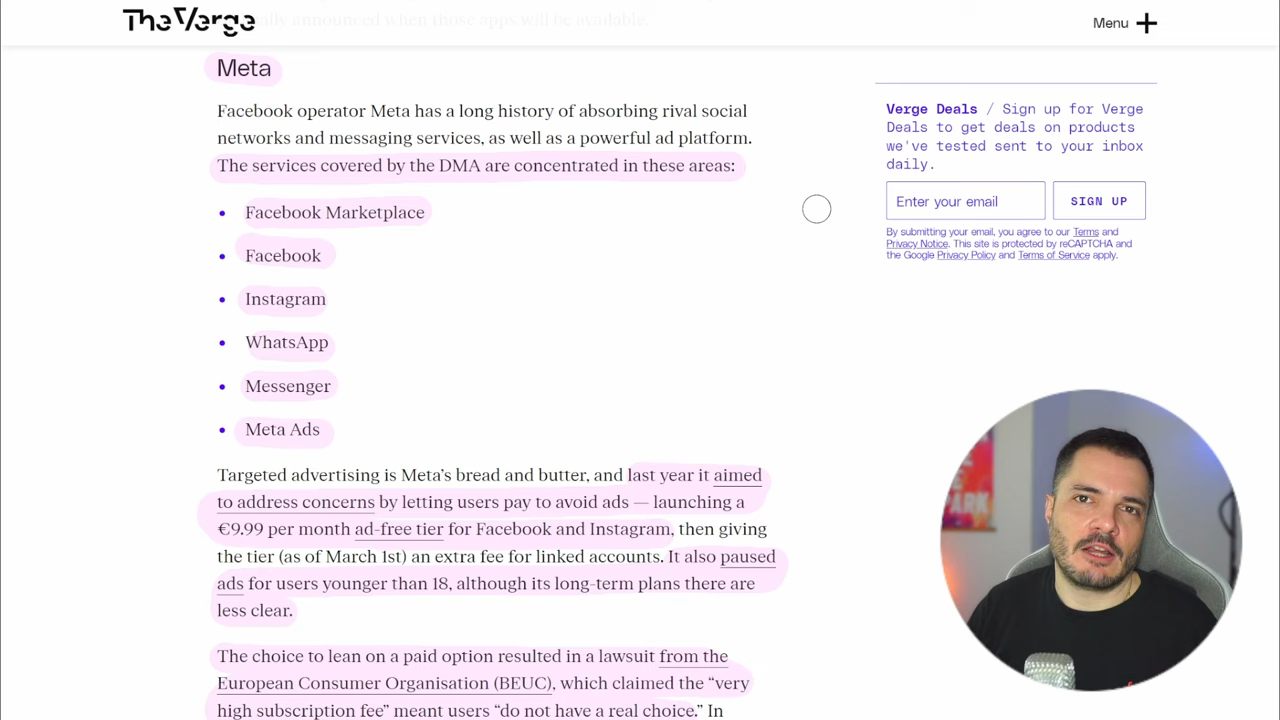 The Verge
Menu
ally announced when those apps will be available.
Meta
Facebook operator Meta has a long history of absorbing rival social
networks and messaging services, as well as a powerful ad platform.
The services covered by the DMA are concentrated in these areas:
Facebook Marketplace
Facebook
Instagram
WhatsApp
Messenger
Meta Ads
Targeted advertising is Meta's bread and butter, and last year it aimed
to address concerns by letting users pay to avoid ads — launching a
€9.99 per month ad-free tier for Facebook and Instagram, then giving
the tier (as of March 1st) an extra fee for linked accounts. It also paused
ads for users younger than 18, although its long-term plans there are
less clear.
The choice to lean on a paid option resulted in a lawsuit from the
European Consumer Organisation (BEUC), which claimed the “very
high subscription fee” meant users “do not have a real choice.” In
Verge Deals / Sign up for Verge
Deals to get deals on products
we've tested sent to your inbox
daily.
Enter your email
SIGN UP
By submitting your email, you agree to our Terms and
Privacy Notice. This site is protected by reCAPTCHA and
the Google Privacy Policy and Terms of Service apply.